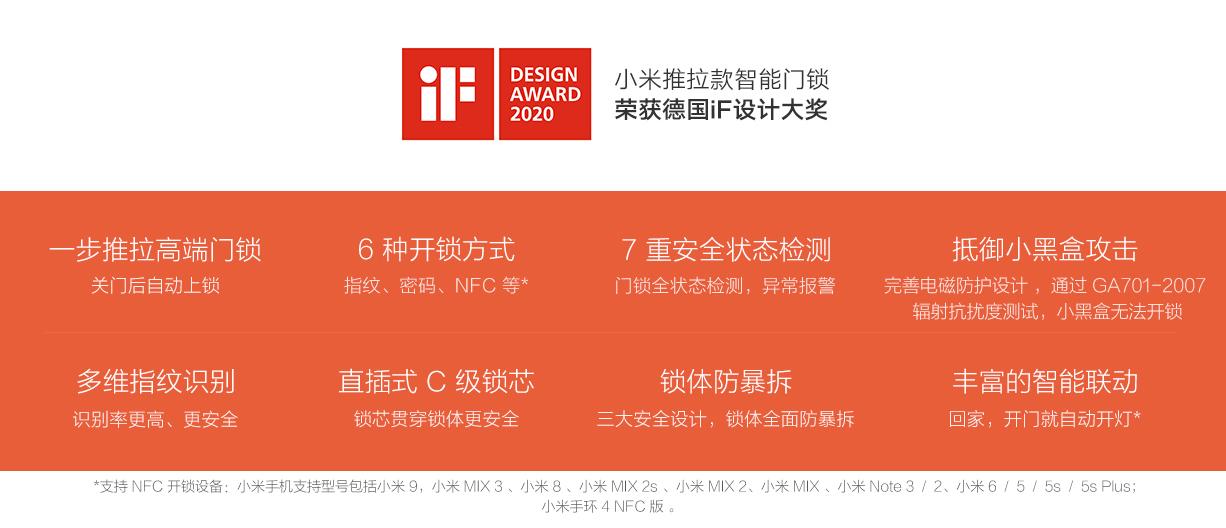 iF
DESIGN
AWARD
2020
小米推拉款智能门锁
荣获德国iF设计大奖
一步推拉高端门锁
关门后自动上锁
6 种开锁方式
指纹、密码、NFC 等*
7 重安全状态检测
门锁全状态检测，异常报警
抵御小黑盒攻击
完善电磁防护设计 ，通过 GA701-2007
辐射抗扰度测试，小黑盒无法开锁
多维指纹识别
识别率更高、更安全
直插式 C 级锁芯
锁芯贯穿锁体更安全
锁体防暴拆
三大安全设计，锁体全面防暴拆
丰富的智能联动
回家，开门就自动开灯*
*支持 NFC 开锁设备：小米手机支持型号包括小米 9，小米 MIX 3 、小米 8 、小米 MIX 2s 、小米 MIX 2、小米 MIX 、小米 Note 3 / 2、小米 6 / 5 / 5s / 5s Plus；
小米手环 4 NFC 版 。